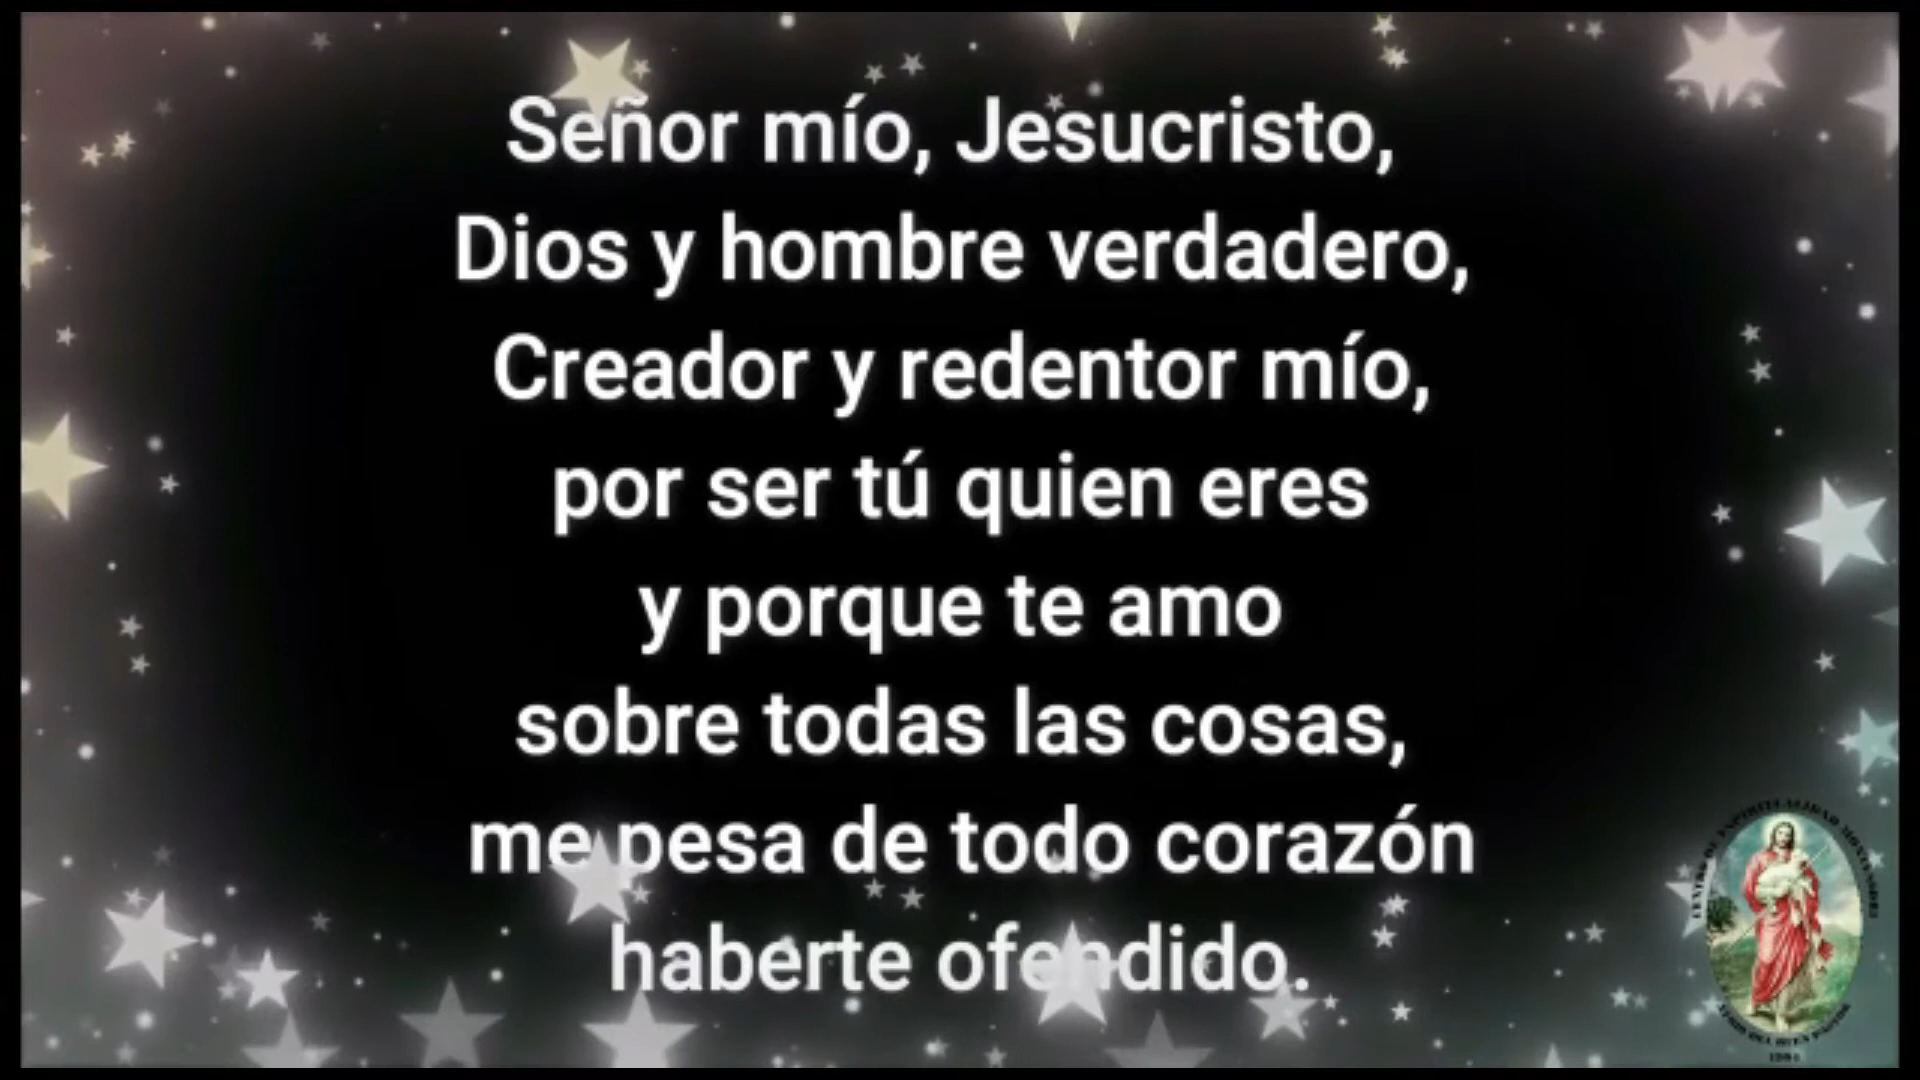 Señor mío, Jesucristo,
Dios y hombre verdadero,
Creador y redentor mío,
por ser tú quien eres
y porque te amo
sobre todas las cosas,
me pesa de todo corazón
haberte ofendido.